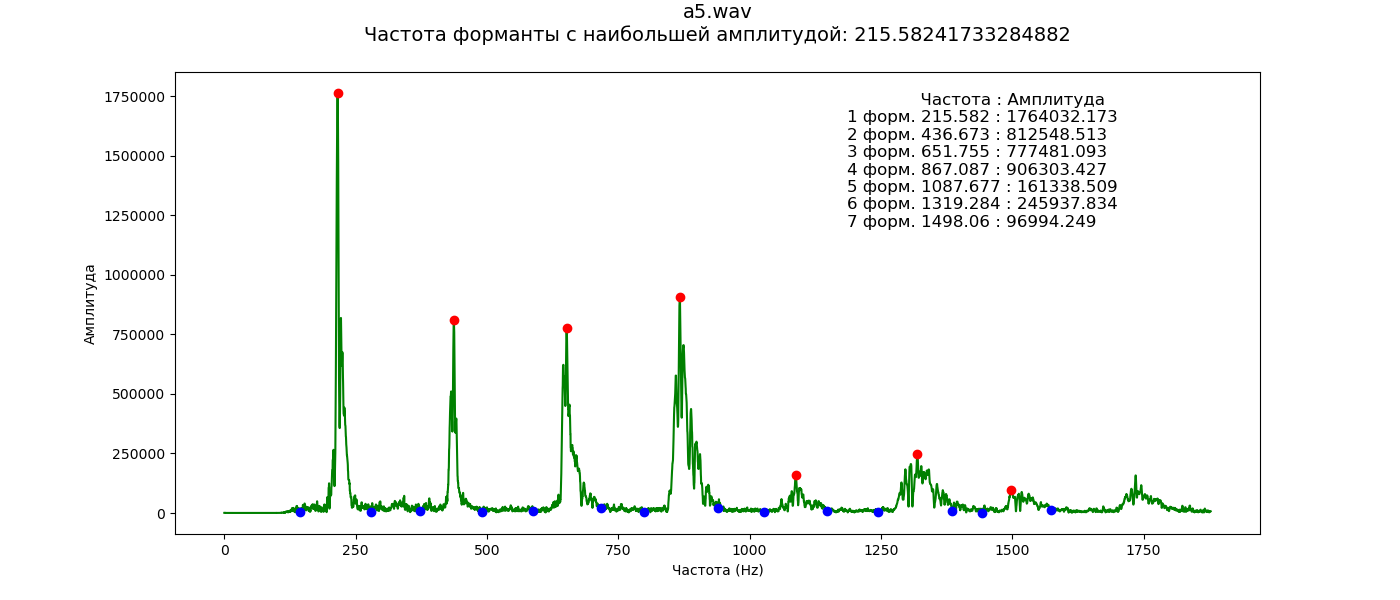 a5.wav
Частота форманты с наибольшей амплитудой: 215.58241733284882
Частота : Амплитуда
1 форм. 215.582 : 1764032.173
2 форм. 436.673 : 812548.513
3 форм. 651.755 : 777481.093
4 форм. 867.087 : 906303.427
5 форм. 1087.677 : 161338.509
6 форм. 1319.284 : 245937.834
7 форм. 1498.06 : 96994.249
Амплитуда
1750000
1500000
1250000
1000000
750000
500000
250000
0
0 250 500 750 1000 1250 1500 1750
Частота (Hz)